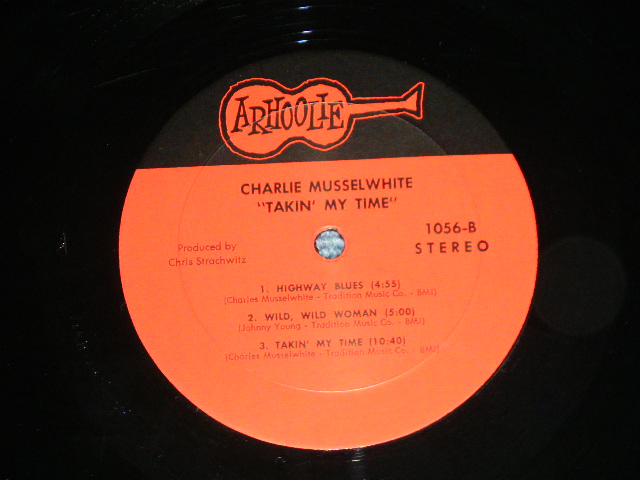 ARHOOLIE
CHARLIE MUSSELWHITE
"TAKIN' MY TIME"
1056-B
STEREO
Produced by
Chris Strachwitz
1. HIGHWAY BLUES (4:55)
(Charles Musselwhite - Tradition Music Co. - BMI)
2. WILD, WILD WOMAN (5:00)
(Johnny Young - Tradition Music Co. - BMI)
3. TAKIN' MY TIME (10:40)
(Charles Musselwhite - Tradition Music Co. - BMI)